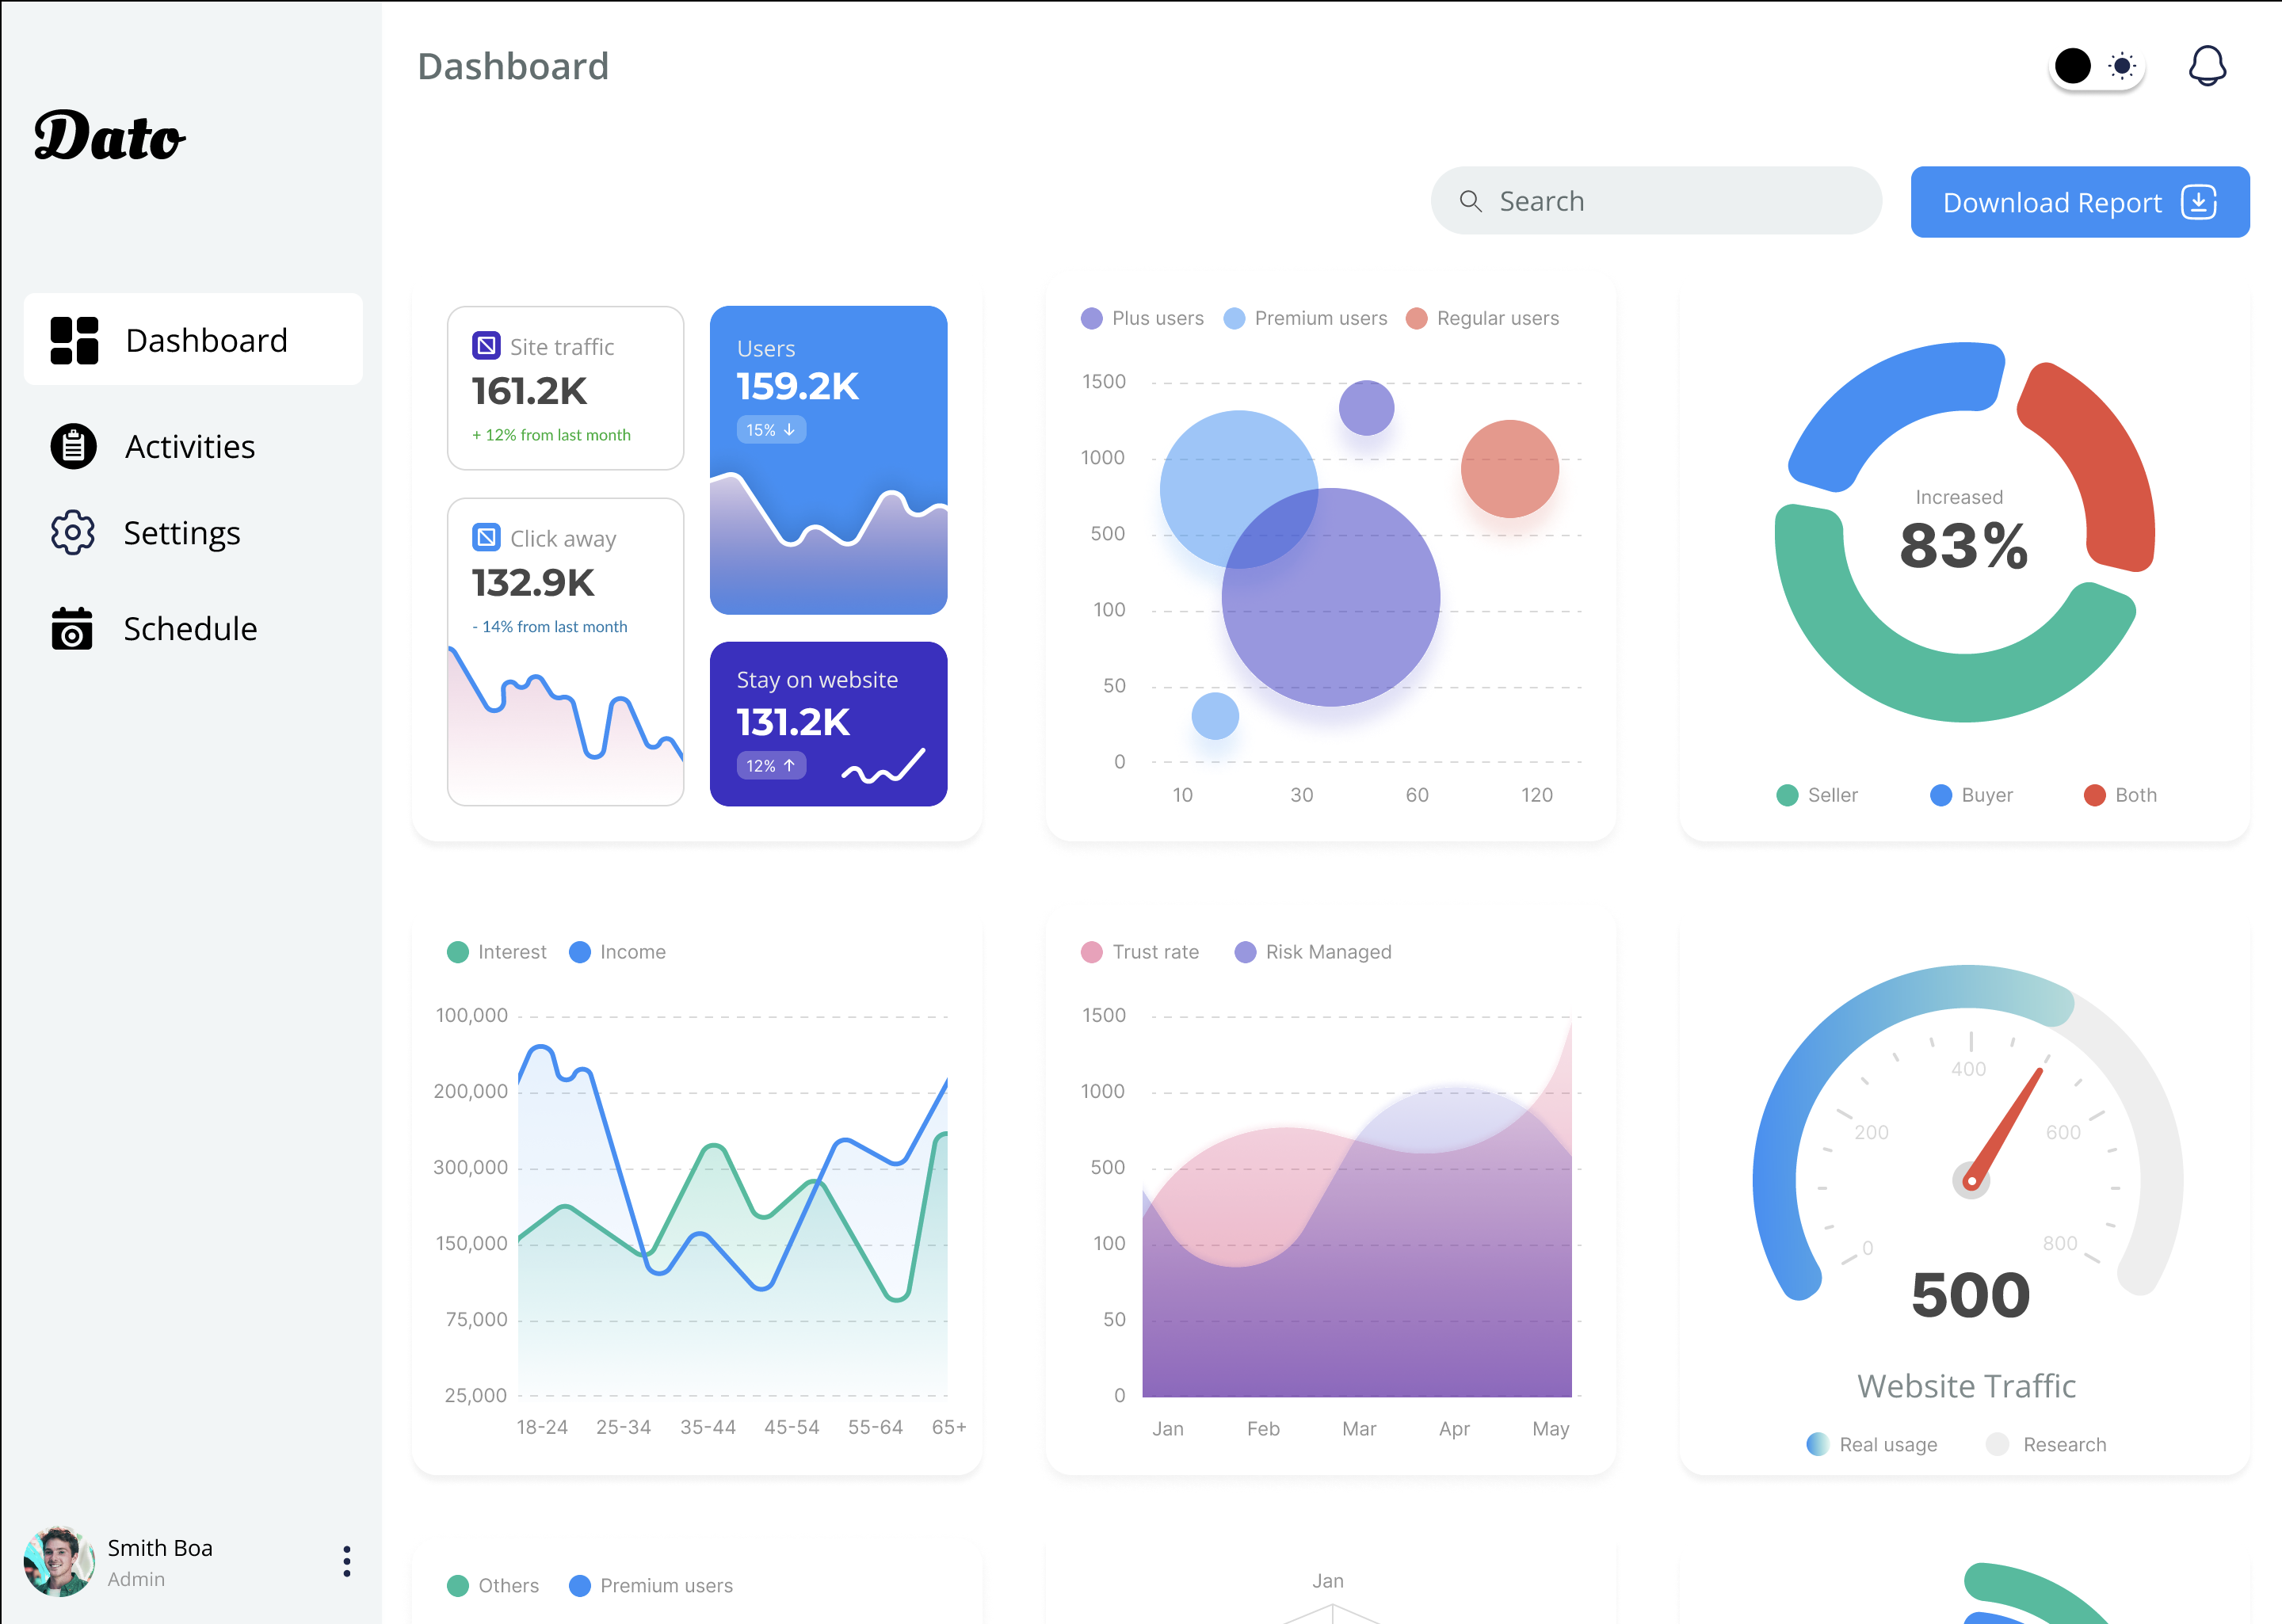 Dato
Dashboard
Activities
Settings
Schedule
Smith Boa
Admin
Dashboard
Search
Download Report
Site traffic
161.2K
+ 12% from last month
Click away
132.9K
- 14% from last month
Users
159.2K
15% ↓
Stay on website
131.2K
12% ↑
Plus users Premium users Regular users
1500
1000
500
100
50
0
10 30 60 120
Increased
83%
Seller Buyer Both
Interest Income
100,000
200,000
300,000
150,000
75,000
25,000
18-24 25-34 35-44 45-54 55-64 65+
Trust rate Risk Managed
1500
1000
500
100
50
0
Jan Feb Mar Apr May
400
200 600
0 800
500
Website Traffic
Real usage Research
Others Premium users
Jan